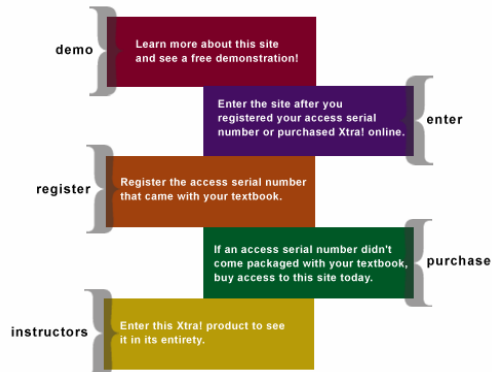 demo
Learn more about this site
and see a free demonstration!
Enter the site after you
registered your access serial
number or purchased Xtra! online.
enter
register
Register the access serial number
that came with your textbook.
If an access serial number didn't
come packaged with your textbook,
buy access to this site today.
purchase
instructors
Enter this Xtra! product to see
it in its entirety.